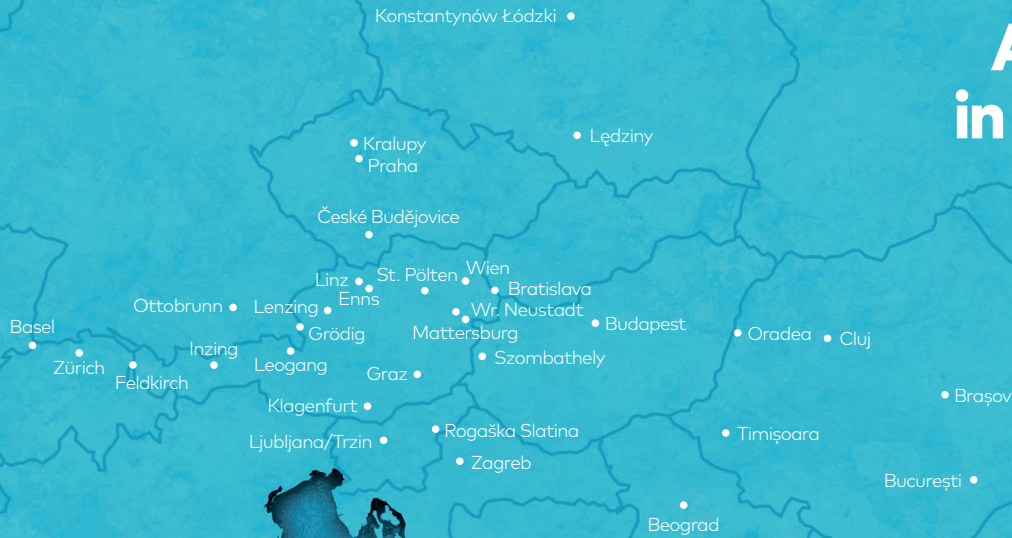 Konstantynów Łódzki
A
in
Lędziny
Kralupy
Praha
České Budějovice
Wien
St. Pölten
Linz
Bratislava
Enns
Ottobrunn
Lenzing
Wr. Neustadt
Budapest
Basel
Grödig
Mattersburg
Oradea
Cluj
Inzing
Szombathely
Zürich
Leogang
Graz
Feldkirch
Brașov
Klagenfurt
Rogaška Slatina
Timișoara
Ljubljana/Trzin
Zagreb
București
Beograd